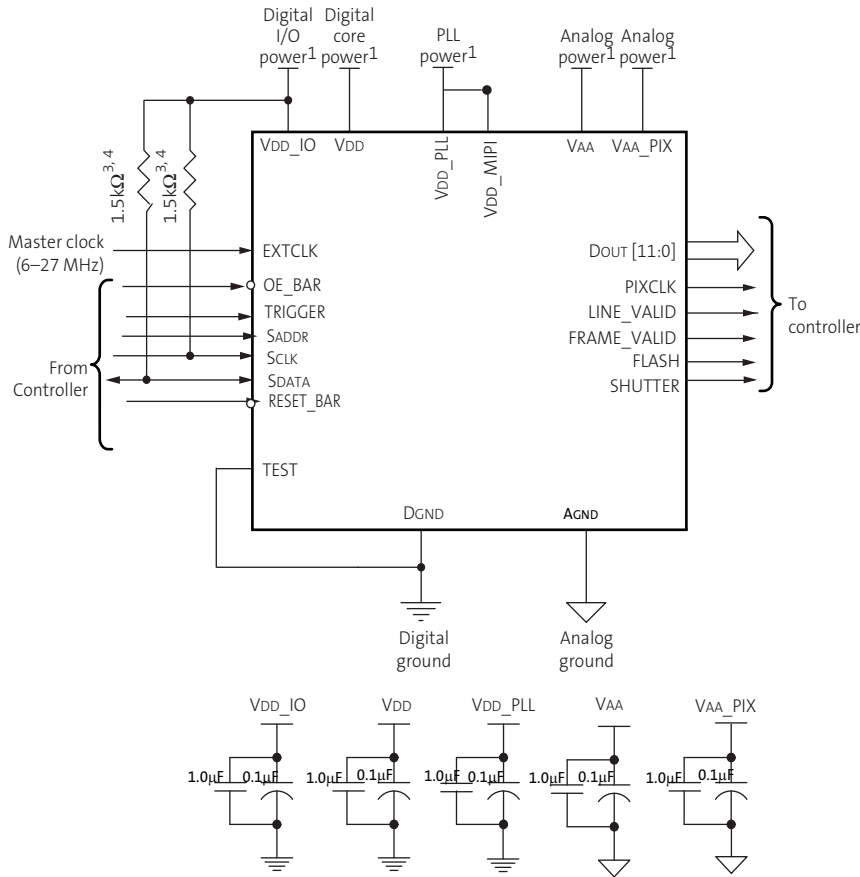 Digital
I/O
power1
Digital
core
power1
PLL
power1
Analog
power1
Analog
power1
VDD_IO
VDD
VDD_PLL
VDD_MIPI
VAA
VAA_PIX
1.5kΩ3, 4
1.5kΩ3, 4
Master clock
(6–27 MHz)
EXTCLK
OE_BAR
TRIGGER
SADDR
SCLK
SDATA
RESET_BAR
TEST
From
Controller
DOUT [11:0]
PIXCLK
LINE_VALID
FRAME_VALID
FLASH
SHUTTER
To
controller
DGND
AGND
Digital
ground
Analog
ground
VDD_IO
VDD
VDD_PLL
VAA
VAA_PIX
1.0µF
0.1µF
1.0µF
0.1µF
1.0µF
0.1µF
1.0µF
0.1µF
1.0µF
0.1µF